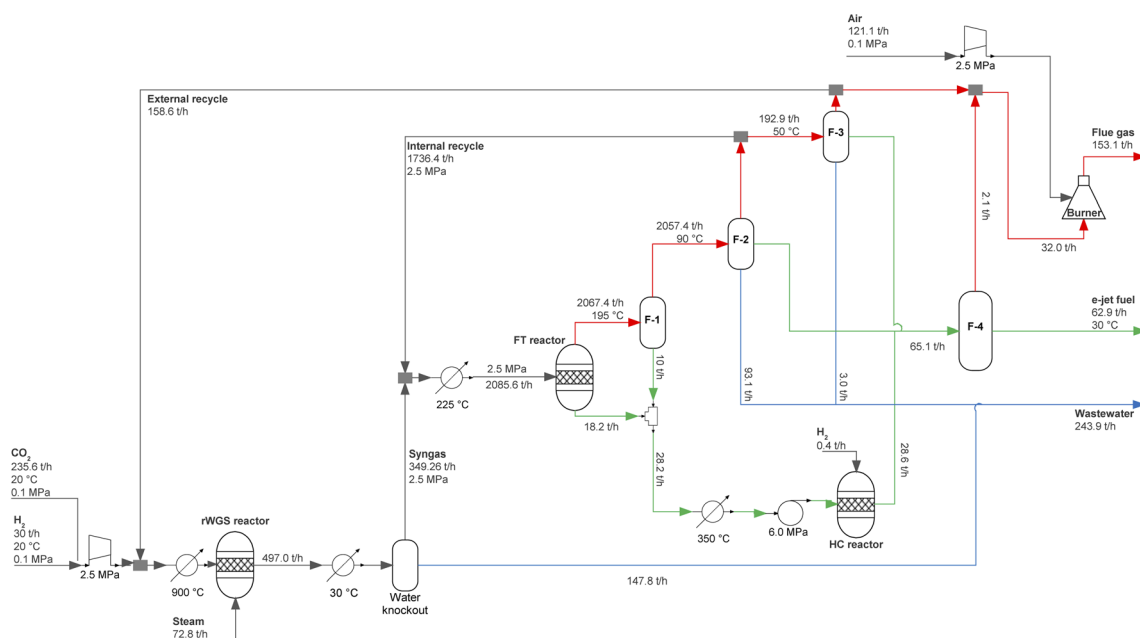 Air
121.1 t/h
0.1 MPa
2.5 MPa
External recycle
158.6 t/h
192.9 t/h
50 °C
F-3
Internal recycle
1736.4 t/h
2.5 MPa
Flue gas
153.1 t/h
Burner
2.1 t/h
32.0 t/h
2057.4 t/h
90 °C
F-2
2067.4 t/h
195 °C
F-1
e-jet fuel
62.9 t/h
30 °C
F-4
65.1 t/h
FT reactor
2.5 MPa
2085.6 t/h
225 °C
10 t/h
93.1 t/h
3.0 t/h
18.2 t/h
Wastewater
243.9 t/h
H2
0.4 t/h
28.6 t/h
28.2 t/h
Syngas
349.26 t/h
2.5 MPa
CO2
235.6 t/h
20 °C
0.1 MPa
H2
30 t/h
20 °C
0.1 MPa
2.5 MPa
rWGS reactor
497.0 t/h
900 °C
30 °C
Water
knockout
147.8 t/h
350 °C
6.0 MPa
HC reactor
Steam
72.8 t/h